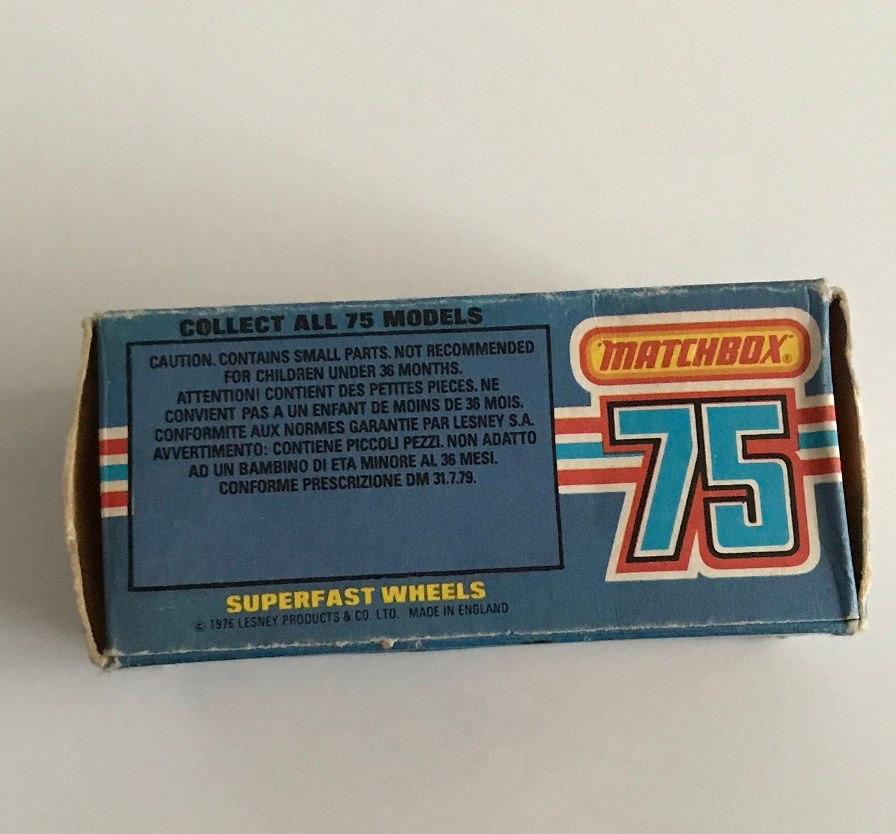 COLLECT ALL 75 MODELS
CAUTION. CONTAINS SMALL PARTS. NOT RECOMMENDED
FOR CHILDREN UNDER 36 MONTHS.
ATTENTION! CONTIENT DES PETITES PIECES. NE
CONVIENT PAS A UN ENFANT DE MOINS DE 36 MOIS.
CONFORMITE AUX NORMES GARANTIE PAR LESNEY S.A.
AVVERTIMENTO: CONTIENE PICCOLI PEZZI. NON ADATTO
AD UN BAMBINO DI ETA MINORE AL 36 MESI.
CONFORME PRESCRIZIONE DM 31.7.79.
SUPERFAST WHEELS
© 1976 LESNEY PRODUCTS & CO. LTD. MADE IN ENGLAND
"MATCHBOX"®
75